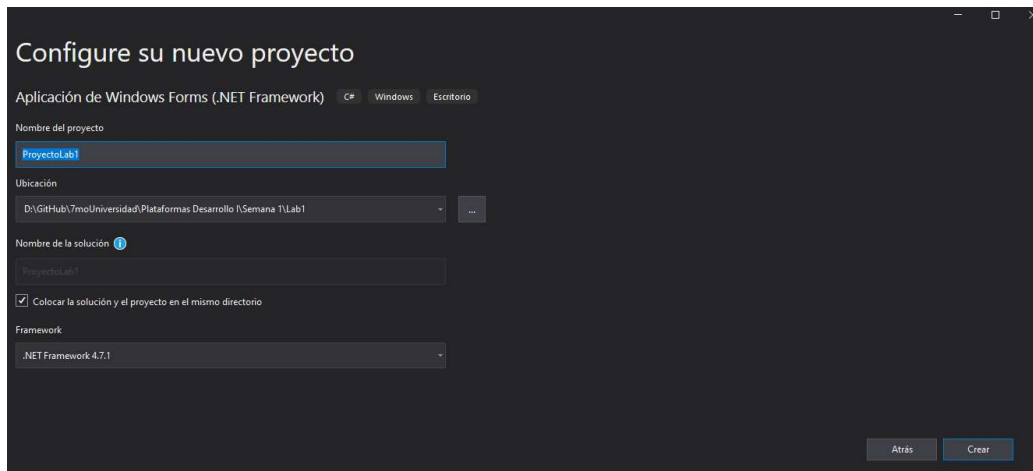 Configure su nuevo proyecto
Aplicación de Windows Forms (.NET Framework) C# Windows Escritorio
Nombre del proyecto
ProyectoLab1
Ubicación
D:\GitHub\7moUniversidad\Plataformas Desarrollo I\Semana 1\Lab1
...
Nombre de la solución
ProyectoLab1
Colocar la solución y el proyecto en el mismo directorio
Framework
.NET Framework 4.7.1
Atrás Crear